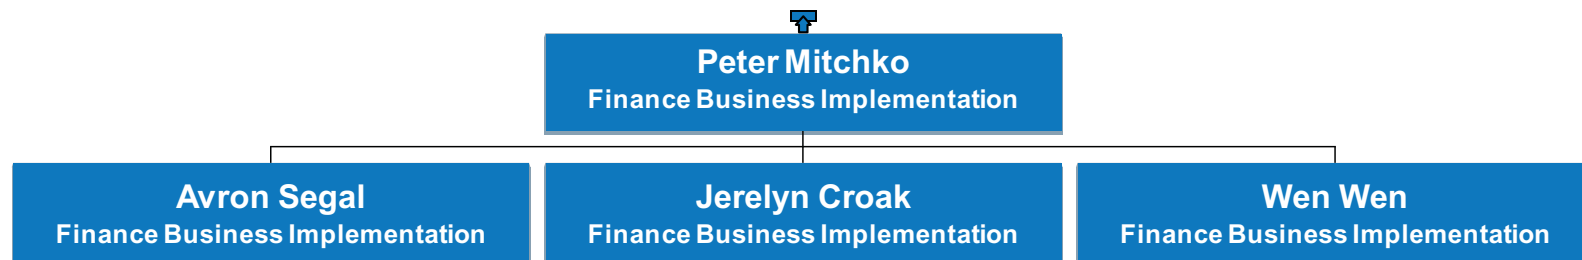 Peter Mitchko
Finance Business Implementation
Avron Segal
Finance Business Implementation
Jerelyn Croak
Finance Business Implementation
Wen Wen
Finance Business Implementation